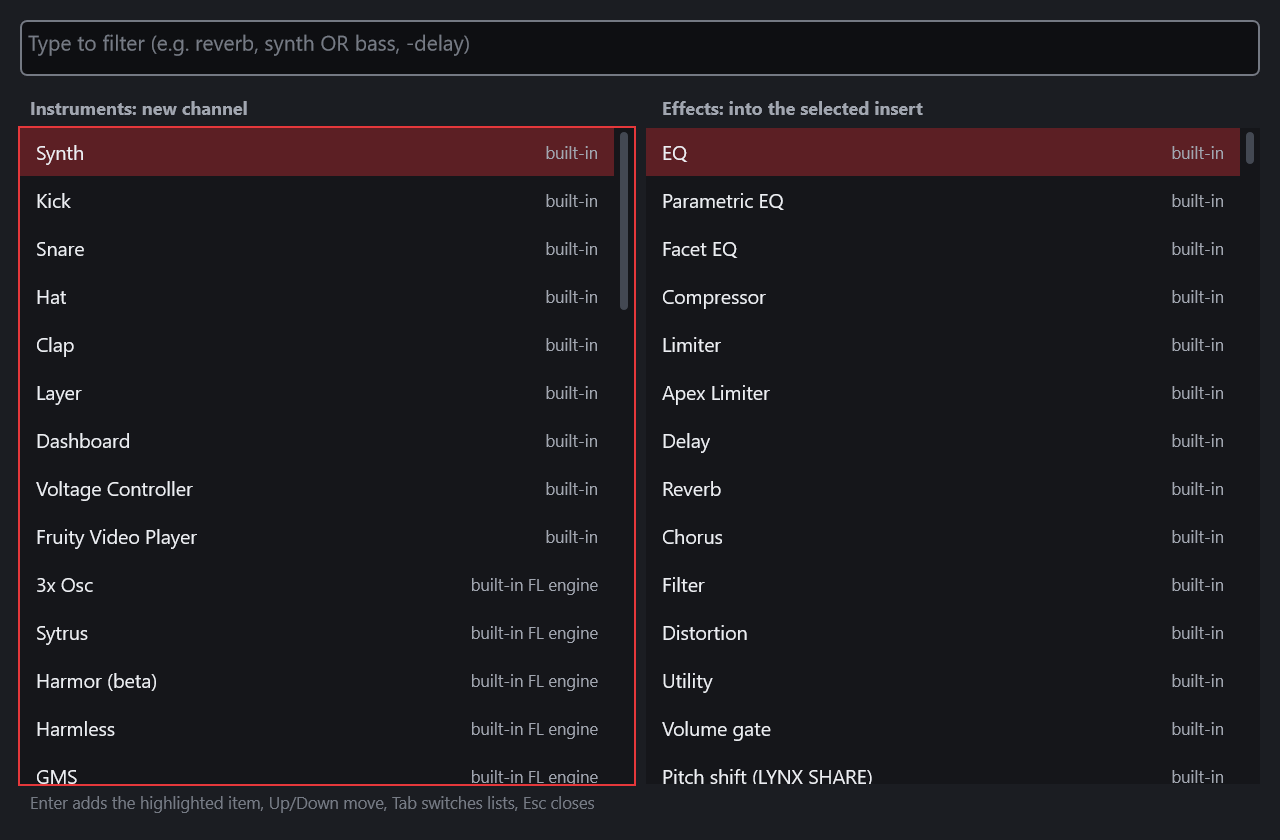 Type to filter (e.g. reverb, synth OR bass, -delay)
Instruments: new channel
Synth built-in
Kick built-in
Snare built-in
Hat built-in
Clap built-in
Layer built-in
Dashboard built-in
Voltage Controller built-in
Fruity Video Player built-in
3x Osc built-in FL engine
Sytrus built-in FL engine
Harmor (beta) built-in FL engine
Harmless built-in FL engine
GMS built-in FL engine
Effects: into the selected insert
EQ built-in
Parametric EQ built-in
Facet EQ built-in
Compressor built-in
Limiter built-in
Apex Limiter built-in
Delay built-in
Reverb built-in
Chorus built-in
Filter built-in
Distortion built-in
Utility built-in
Volume gate built-in
Pitch shift (LYNX SHARE) built-in
Enter adds the highlighted item, Up/Down move, Tab switches lists, Esc closes